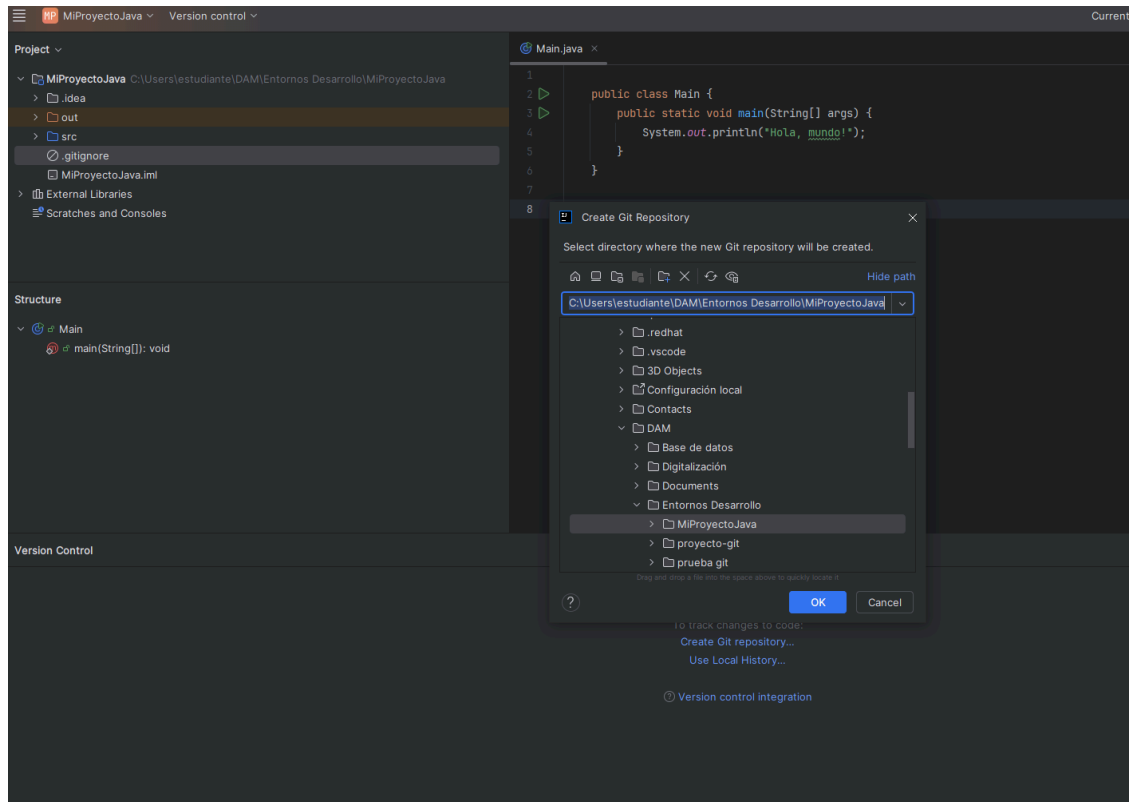 MP MiProyectoJava Version control Current
Project
MiProyectoJava C:\Users\estudiante\DAM\Entornos Desarrollo\MiProyectoJava
.idea
out
src
.gitignore
MiProyectoJava.iml
External Libraries
Scratches and Consoles
Structure
Main
main(String[]): void
Main.java
1
2 public class Main {
3 public static void main(String[] args) {
4 System.out.println("Hola, mundo!");
5 }
6 }
7
8
Create Git Repository
Select directory where the new Git repository will be created.
Hide path
C:\Users\estudiante\DAM\Entornos Desarrollo\MiProyectoJava
.redhat
.vscode
3D Objects
Configuración local
Contacts
DAM
Base de datos
Digitalización
Documents
Entornos Desarrollo
MiProyectoJava
proyecto-git
prueba git
Drag and drop a file into the space above to quickly locate it
? OK Cancel
Version Control
To track changes to code:
Create Git repository...
Use Local History...
? Version control integration